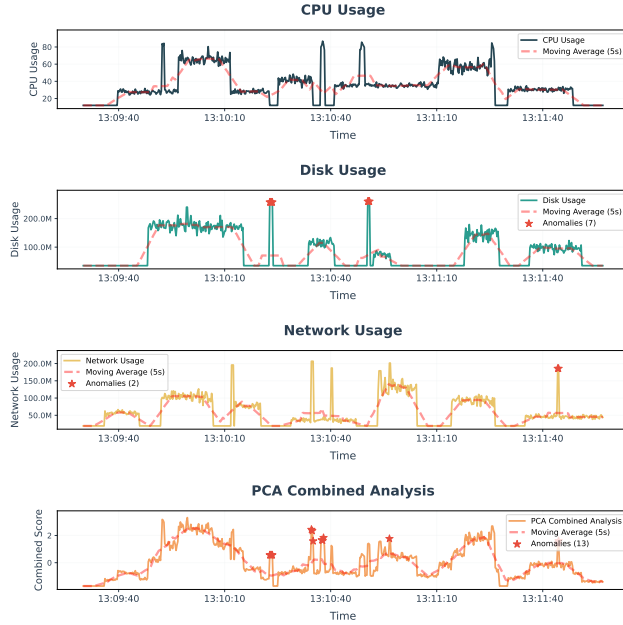 CPU Usage
CPU Usage
80
60
40
20
CPU Usage
Moving Average (5s)
13:09:40
13:10:10
13:10:40
13:11:10
13:11:40
Time
Disk Usage
Disk Usage
200.0M
100.0M
Disk Usage
Moving Average (5s)
Anomalies (7)
13:09:40
13:10:10
13:10:40
13:11:10
13:11:40
Time
Network Usage
Network Usage
200.0M
150.0M
100.0M
50.0M
Network Usage
Moving Average (5s)
Anomalies (2)
13:09:40
13:10:10
13:10:40
13:11:10
13:11:40
Time
PCA Combined Analysis
Combined Score
2
0
PCA Combined Analysis
Moving Average (5s)
Anomalies (13)
13:09:40
13:10:10
13:10:40
13:11:10
13:11:40
Time